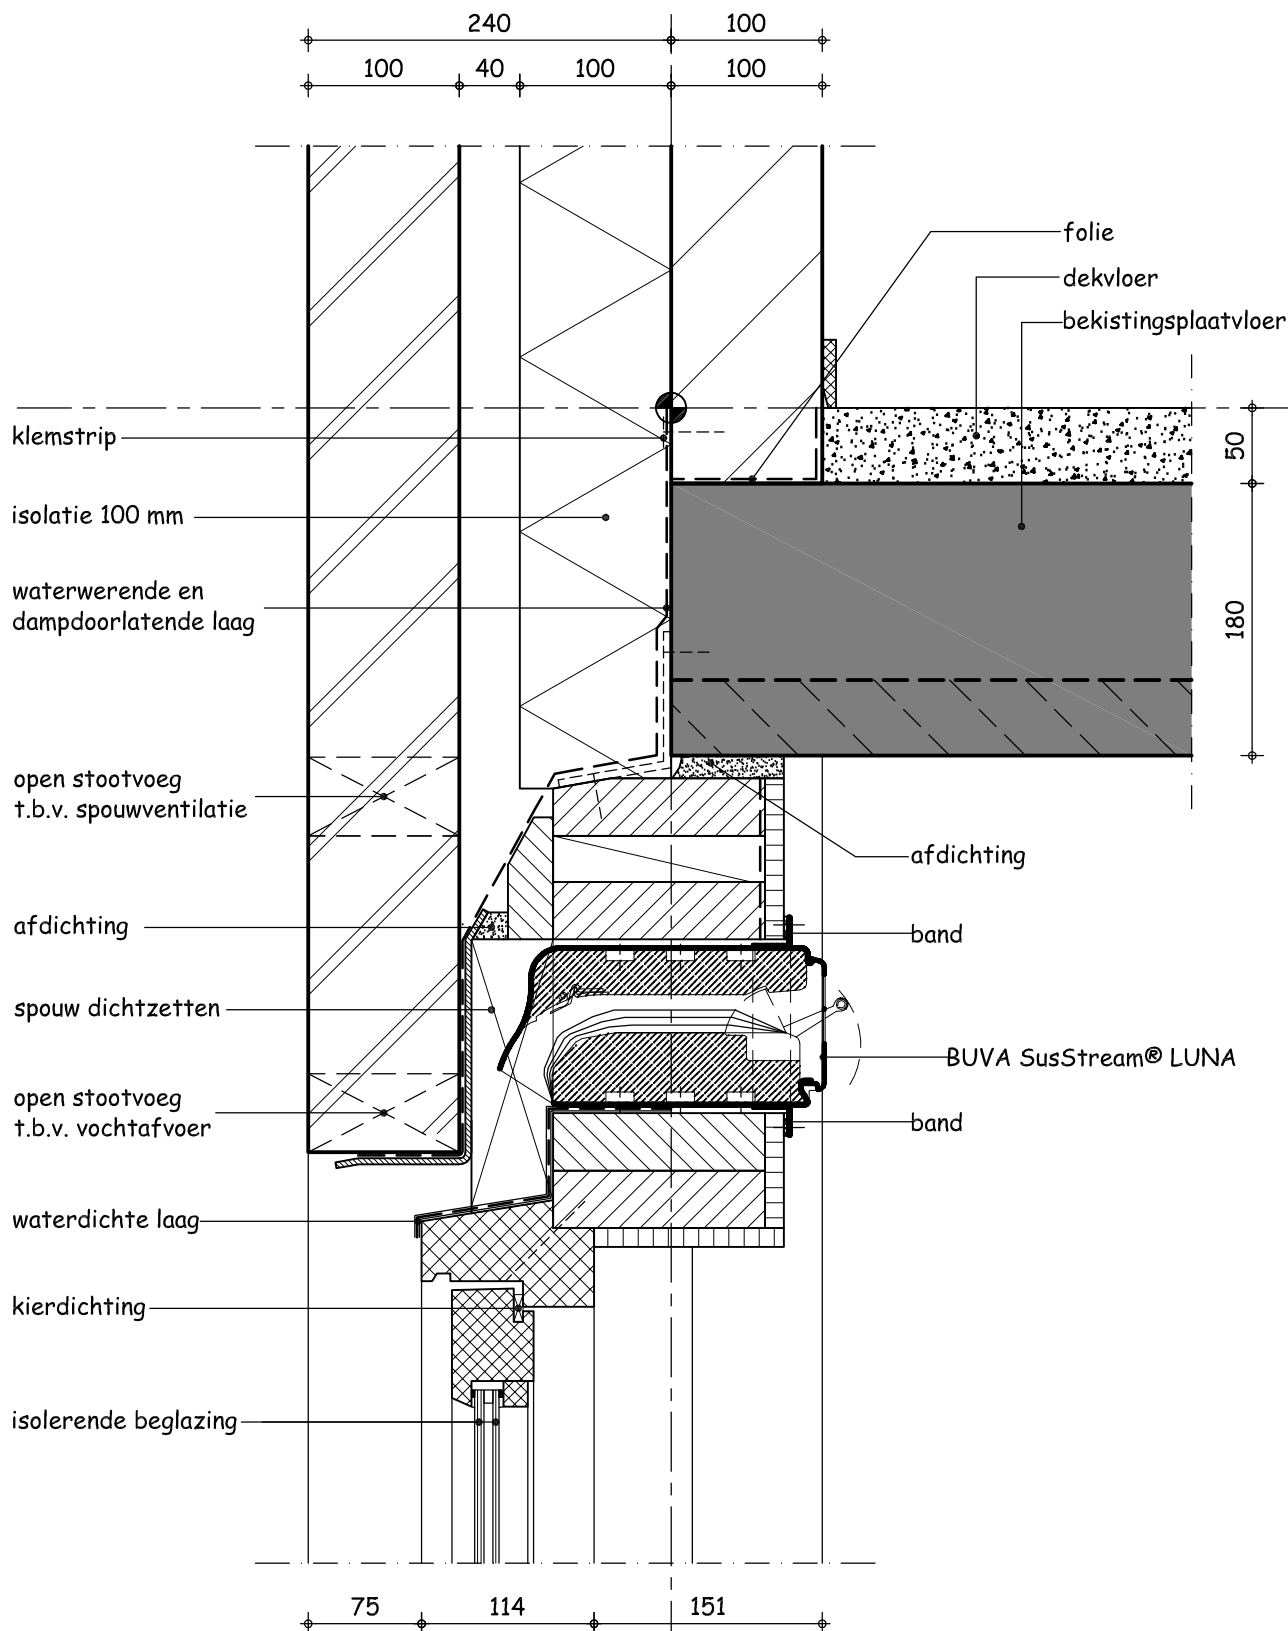 240 100
100 40 100 100
folie
dekvloer
bekistingsplaatvloer
klemstrip
50
isolatie 100 mm
waterwerende en
dampdoorlatende laag
180
open stootvoeg
t.b.v. spouwventilatie
afdichting
afdichting
band
spouw dichtzetten
BUVA SusStream® LUNA
open stootvoeg
t.b.v. vochtafvoer
band
waterdichte laag
kierdichting
isolerende beglazing
75 114 151